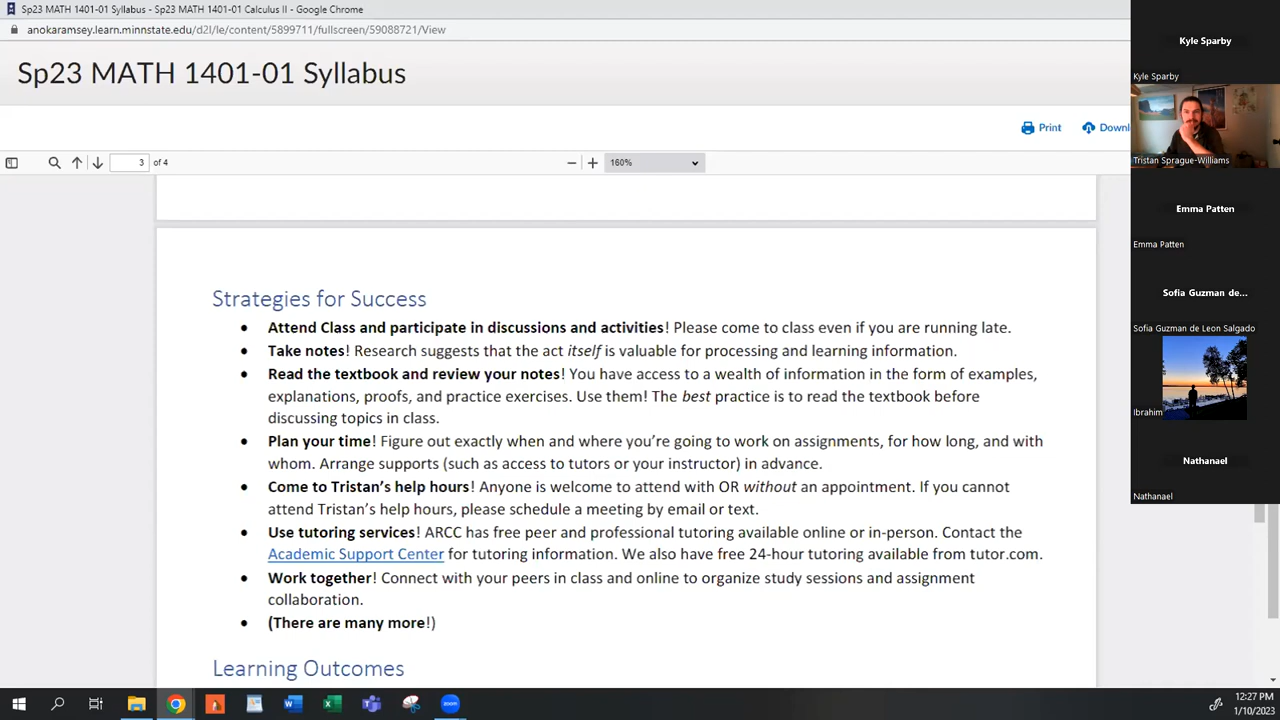 Sp23 MATH 1401-01 Syllabus - Sp23 MATH 1401-01 Calculus II - Google Chrome
anokaramsey.learn.minnstate.edu/d2l/le/content/5899711/fullscreen/59088721/View
Sp23 MATH 1401-01 Syllabus
Print
Downl
3 of 4
160%
Strategies for Success
• Attend Class and participate in discussions and activities! Please come to class even if you are running late.
• Take notes! Research suggests that the act itself is valuable for processing and learning information.
• Read the textbook and review your notes! You have access to a wealth of information in the form of examples,
explanations, proofs, and practice exercises. Use them! The best practice is to read the textbook before
discussing topics in class.
• Plan your time! Figure out exactly when and where you’re going to work on assignments, for how long, and with
whom. Arrange supports (such as access to tutors or your instructor) in advance.
• Come to Tristan’s help hours! Anyone is welcome to attend with OR without an appointment. If you cannot
attend Tristan’s help hours, please schedule a meeting by email or text.
• Use tutoring services! ARCC has free peer and professional tutoring available online or in-person. Contact the
Academic Support Center for tutoring information. We also have free 24-hour tutoring available from tutor.com.
• Work together! Connect with your peers in class and online to organize study sessions and assignment
collaboration.
• (There are many more!)
Learning Outcomes
Kyle Sparby
Kyle Sparby
Tristan Sprague-Williams
Emma Patten
Emma Patten
Sofia Guzman de...
Sofia Guzman de Leon Salgado
Ibrahim
Nathanael
Nathanael
zoom
12:27 PM
1/10/2023